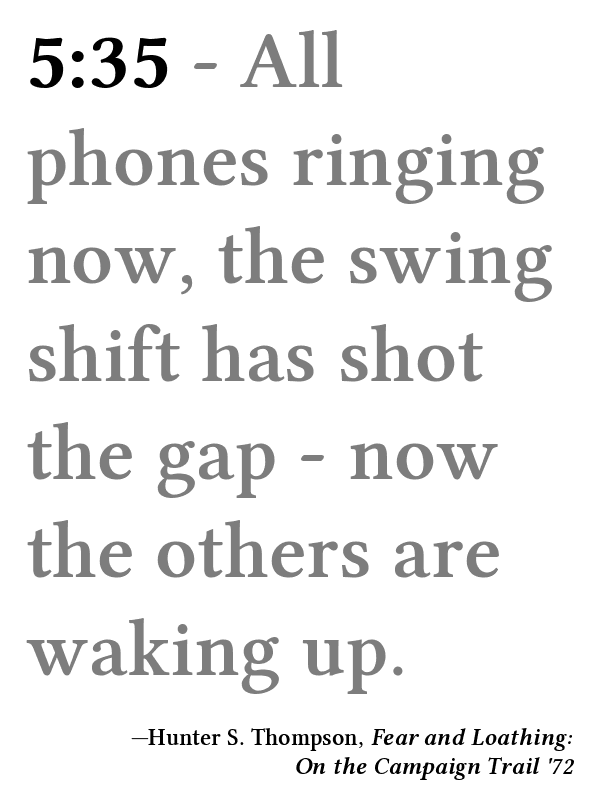 5:35 - All
phones ringing
now, the swing
shift has shot
the gap - now
the others are
waking up.
—Hunter S. Thompson, Fear and Loathing:
On the Campaign Trail '72